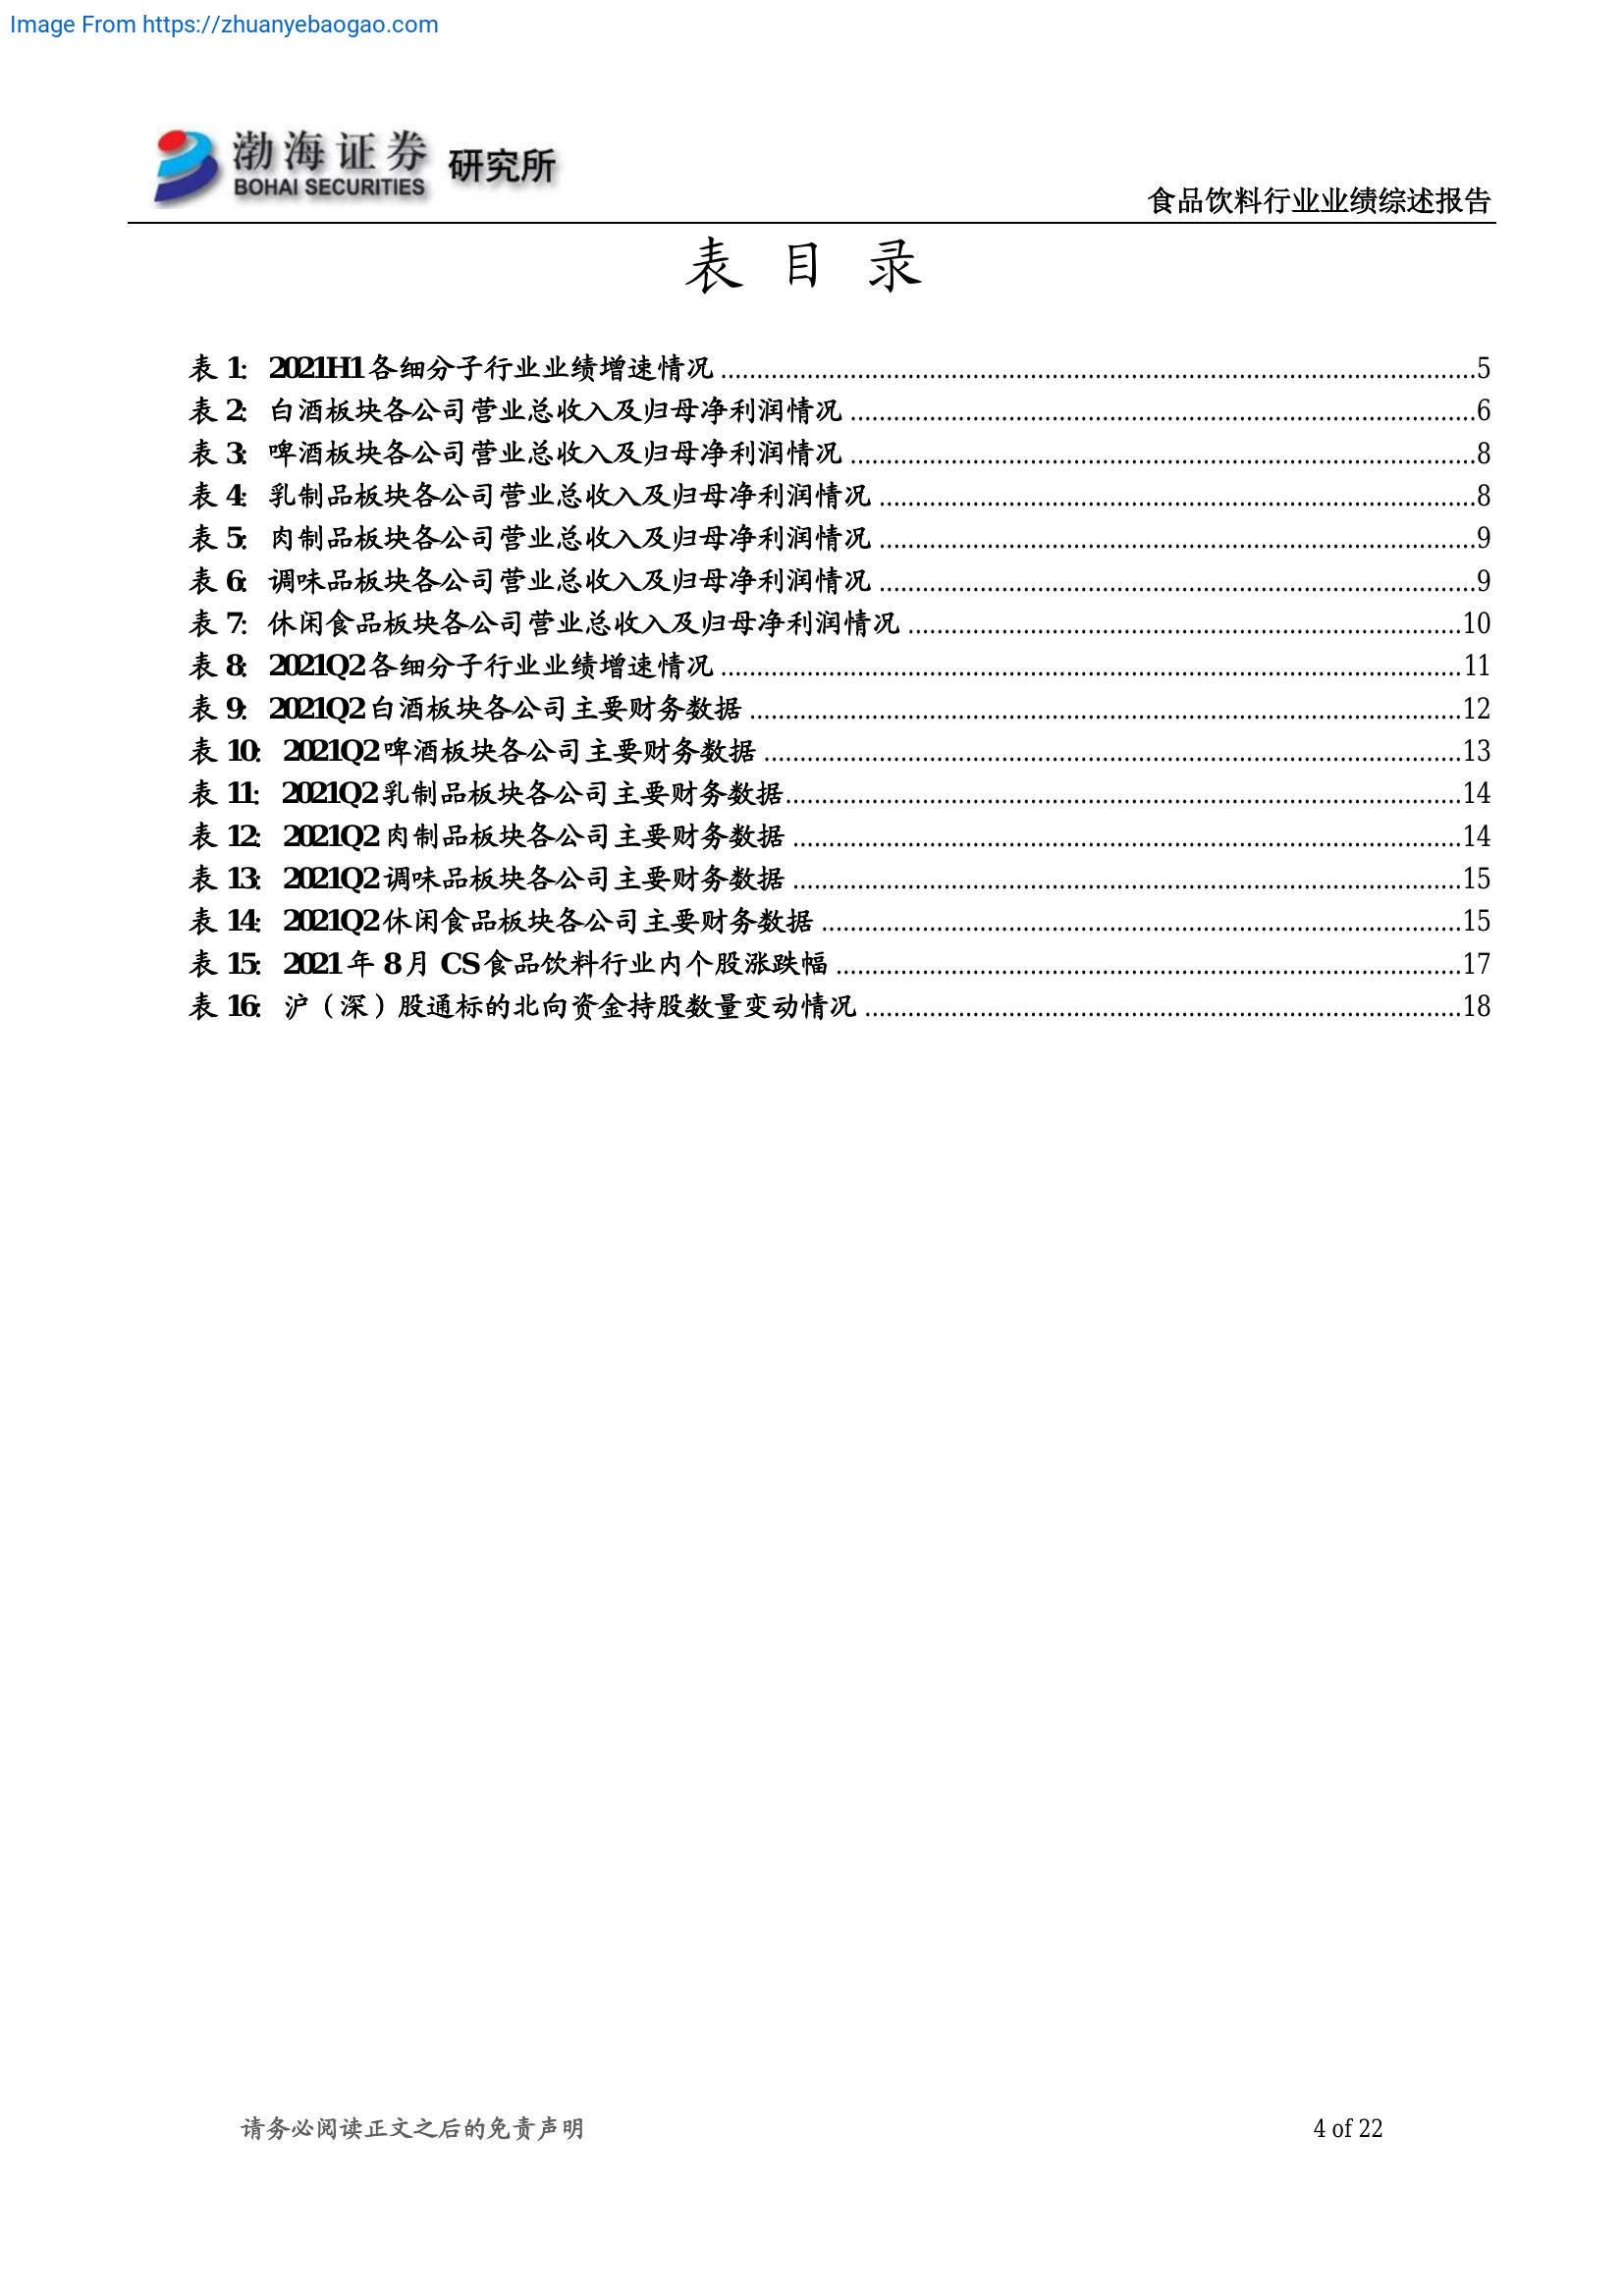 Image From https://zhuanyebaogao.com
渤海证券 研究所
BOHAI SECURITIES
食品饮料行业业绩综述报告
表 目 录
表 1：2021H1 各细分子行业业绩增速情况 ........................................ 5
表 2：白酒板块各公司营业总收入及归母净利润情况 ........................................ 6
表 3：啤酒板块各公司营业总收入及归母净利润情况 ........................................ 8
表 4：乳制品板块各公司营业总收入及归母净利润情况 ........................................ 8
表 5：肉制品板块各公司营业总收入及归母净利润情况 ........................................ 9
表 6：调味品板块各公司营业总收入及归母净利润情况 ........................................ 9
表 7：休闲食品板块各公司营业总收入及归母净利润情况 ........................................ 10
表 8：2021Q2 各细分子行业业绩增速情况 ........................................ 11
表 9：2021Q2 白酒板块各公司主要财务数据 ........................................ 12
表 10：2021Q2 啤酒板块各公司主要财务数据 ........................................ 13
表 11：2021Q2 乳制品板块各公司主要财务数据 ........................................ 14
表 12：2021Q2 肉制品板块各公司主要财务数据 ........................................ 14
表 13：2021Q2 调味品板块各公司主要财务数据 ........................................ 15
表 14：2021Q2 休闲食品板块各公司主要财务数据 ........................................ 15
表 15：2021 年 8 月 CS 食品饮料行业内个股涨跌幅 ........................................ 17
表 16：沪（深）股通标的北向资金持股数量变动情况 ........................................ 18
请务必阅读正文之后的免责声明
4 of 22